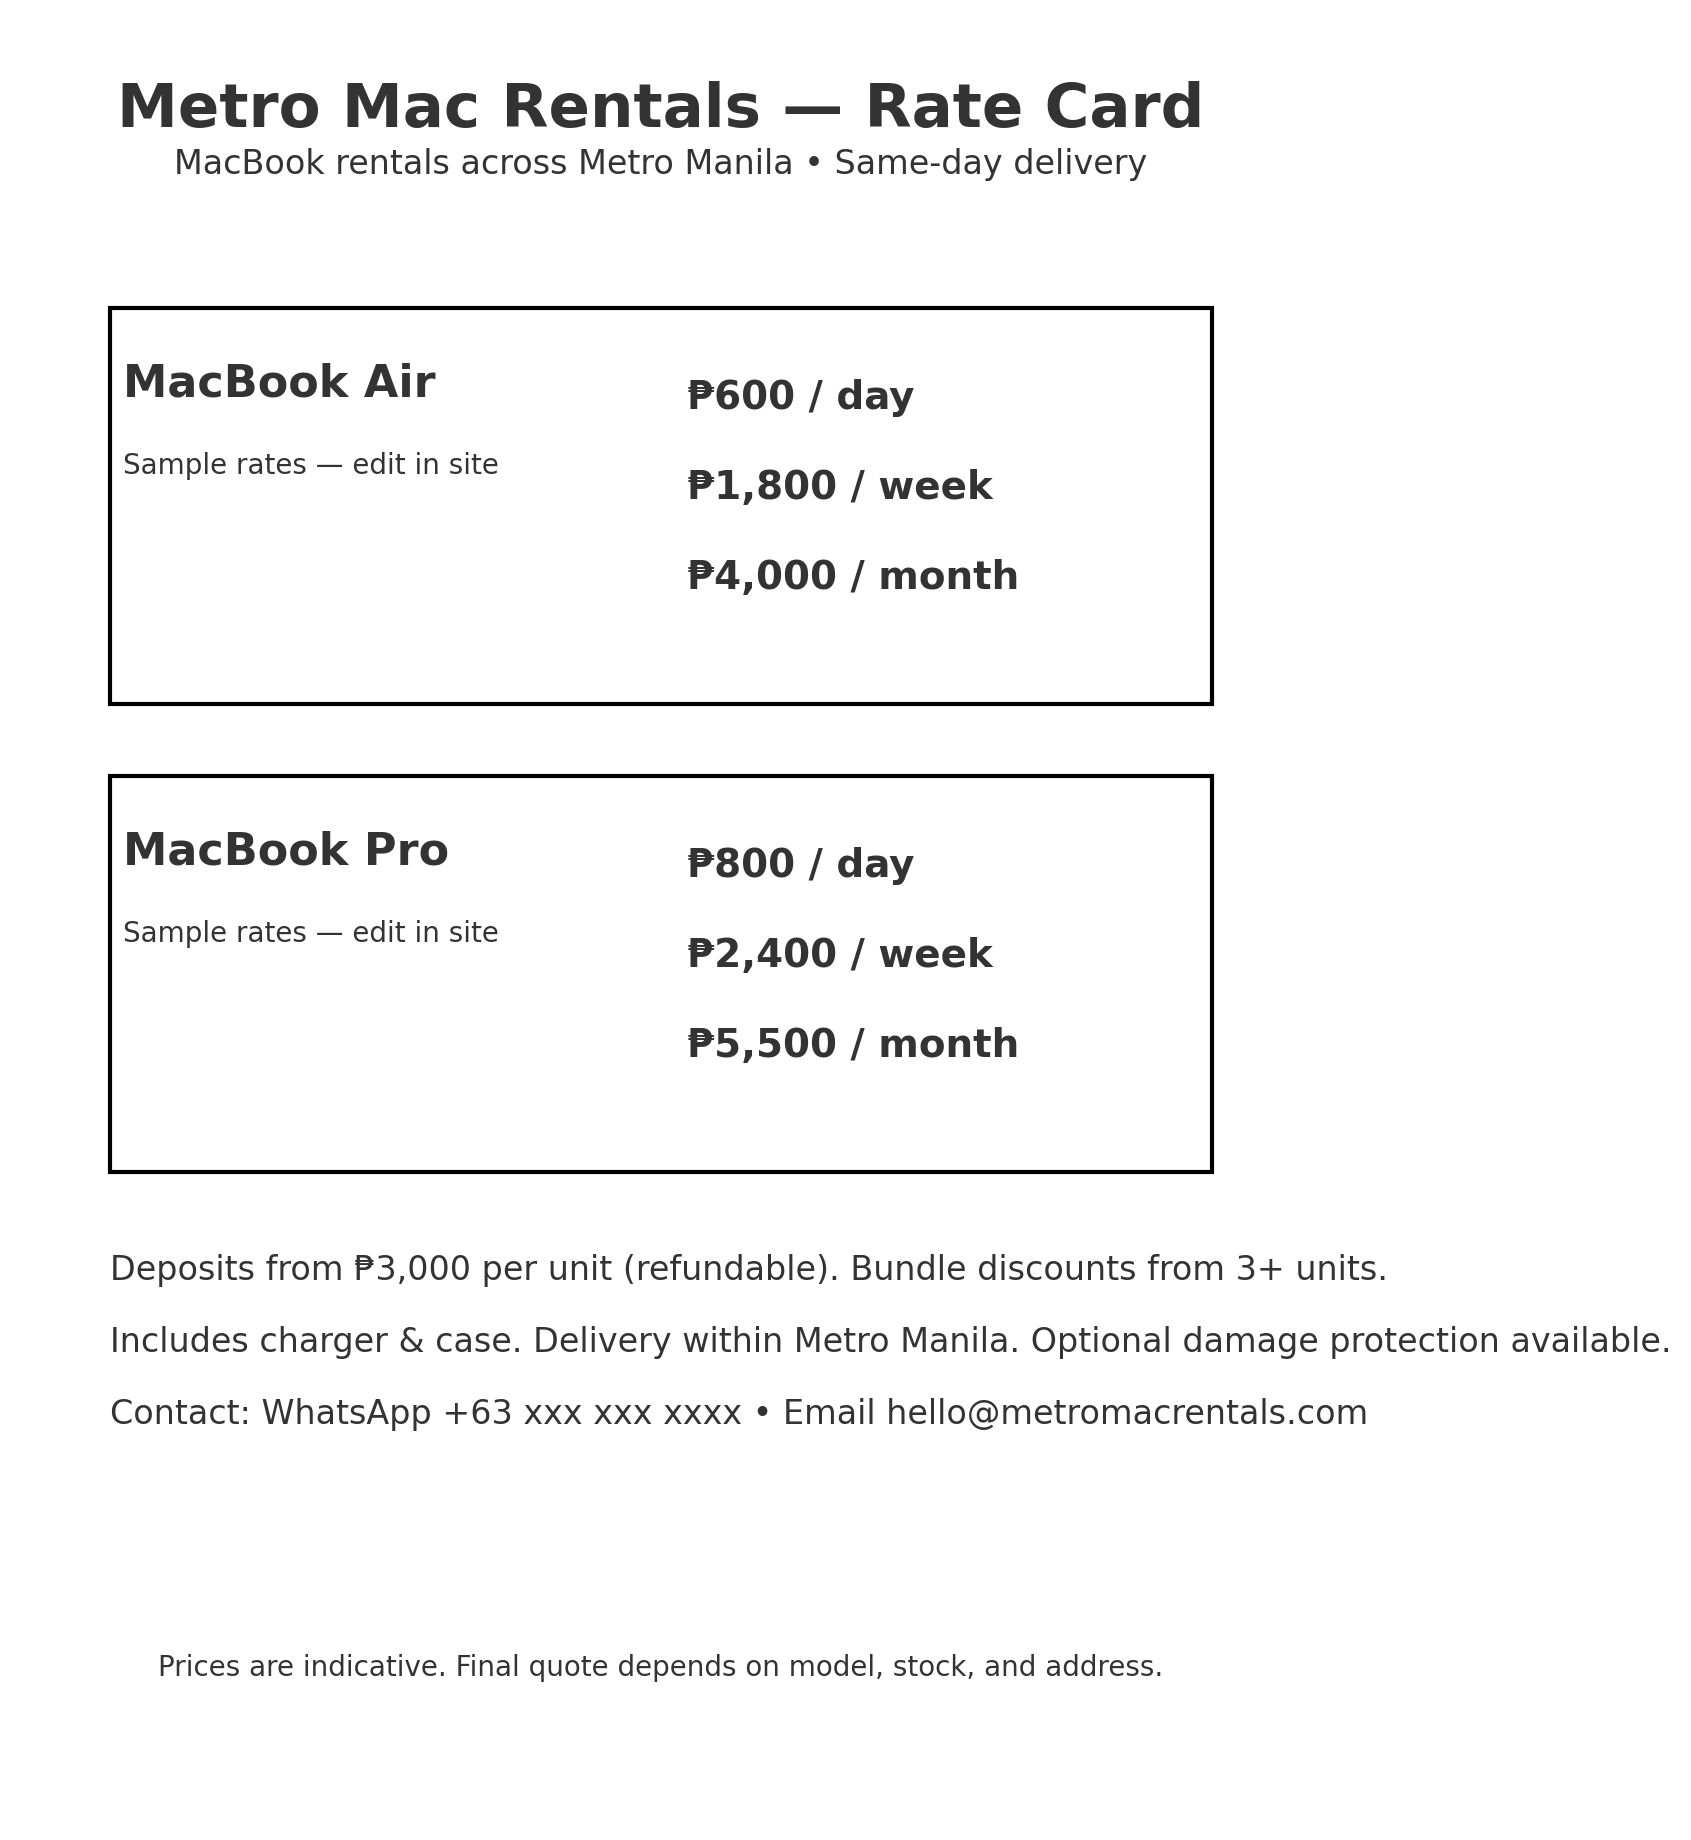 Metro Mac Rentals — Rate Card
MacBook rentals across Metro Manila • Same-day delivery
MacBook Air
Sample rates — edit in site
₱600 / day
₱1,800 / week
₱4,000 / month
MacBook Pro
Sample rates — edit in site
₱800 / day
₱2,400 / week
₱5,500 / month
Deposits from ₱3,000 per unit (refundable). Bundle discounts from 3+ units.
Includes charger & case. Delivery within Metro Manila. Optional damage protection available.
Contact: WhatsApp +63 xxx xxx xxxx • Email hello@metromacrentals.com
Prices are indicative. Final quote depends on model, stock, and address.